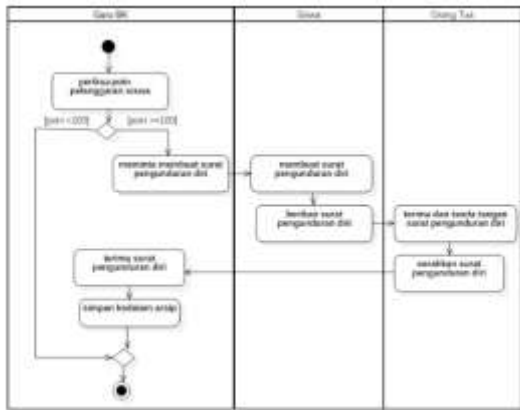 Guru BK
Siswa
Orang Tua
periksa poin
pelanggaran siswa
[poin <100]
[poin >=100]
meminta membuat surat
pengunduran diri
membuat surat
pengunduran diri
berikan surat
pengunduran diri
terima dan tanda tangan
surat pengunduran diri
serahkan surat
pengunduran diri
terima surat
pengunduran diri
simpan kedalam arsip